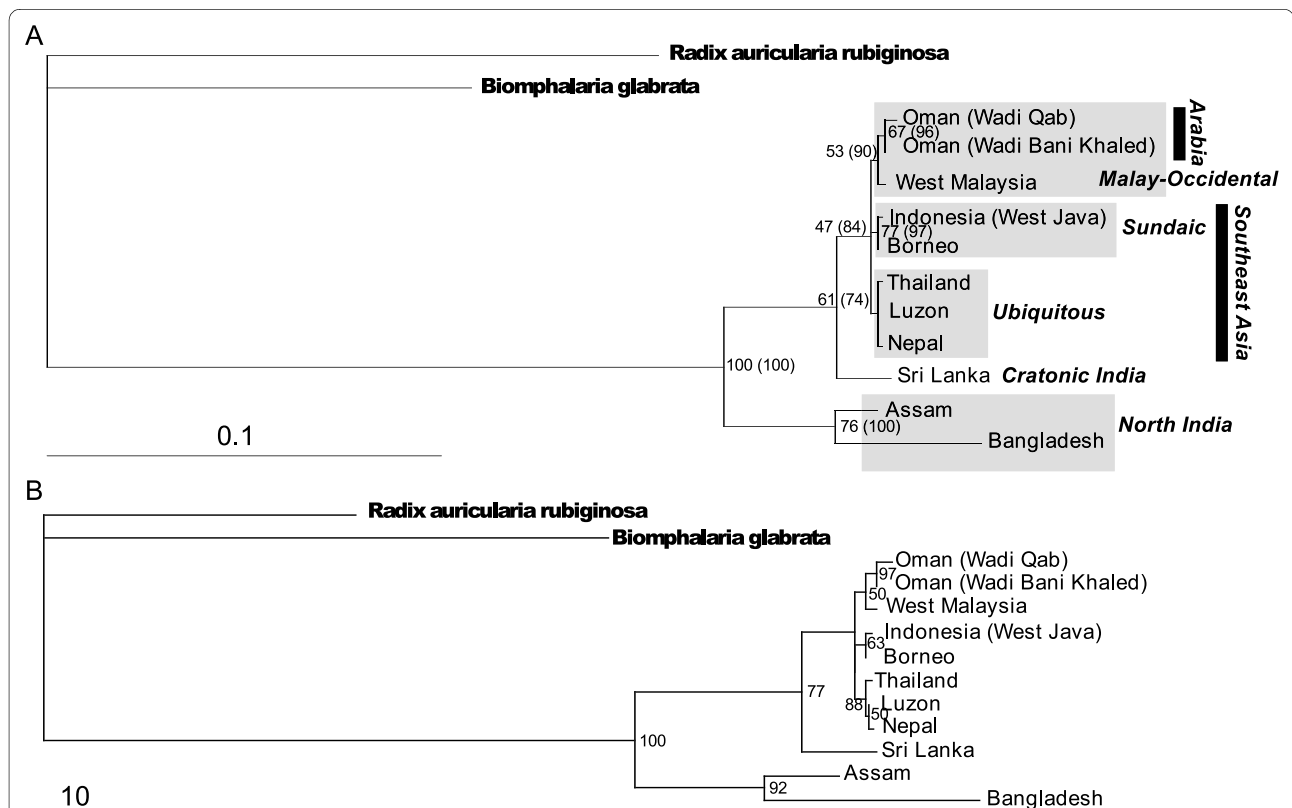 A
Radix auricularia rubiginosa
Biomphalaria glabrata
Oman (Wadi Qab)
67 (96)
Oman (Wadi Bani Khaled)
Arabia
53 (90)
West Malaysia
Malay-Occidental
Indonesia (West Java)
47 (84)
77 (97)
Sundaic
Borneo
Southeast Asia
Thailand
61 (74)
Luzon
Ubiquitous
Nepal
100 (100)
Sri Lanka
Cratonic India
Assam
76 (100)
North India
Bangladesh
0.1
B
Radix auricularia rubiginosa
Biomphalaria glabrata
Oman (Wadi Qab)
97
Oman (Wadi Bani Khaled)
50
West Malaysia
Indonesia (West Java)
63
Borneo
Thailand
77
88
Luzon
50
Nepal
100
Sri Lanka
Assam
92
Bangladesh
10